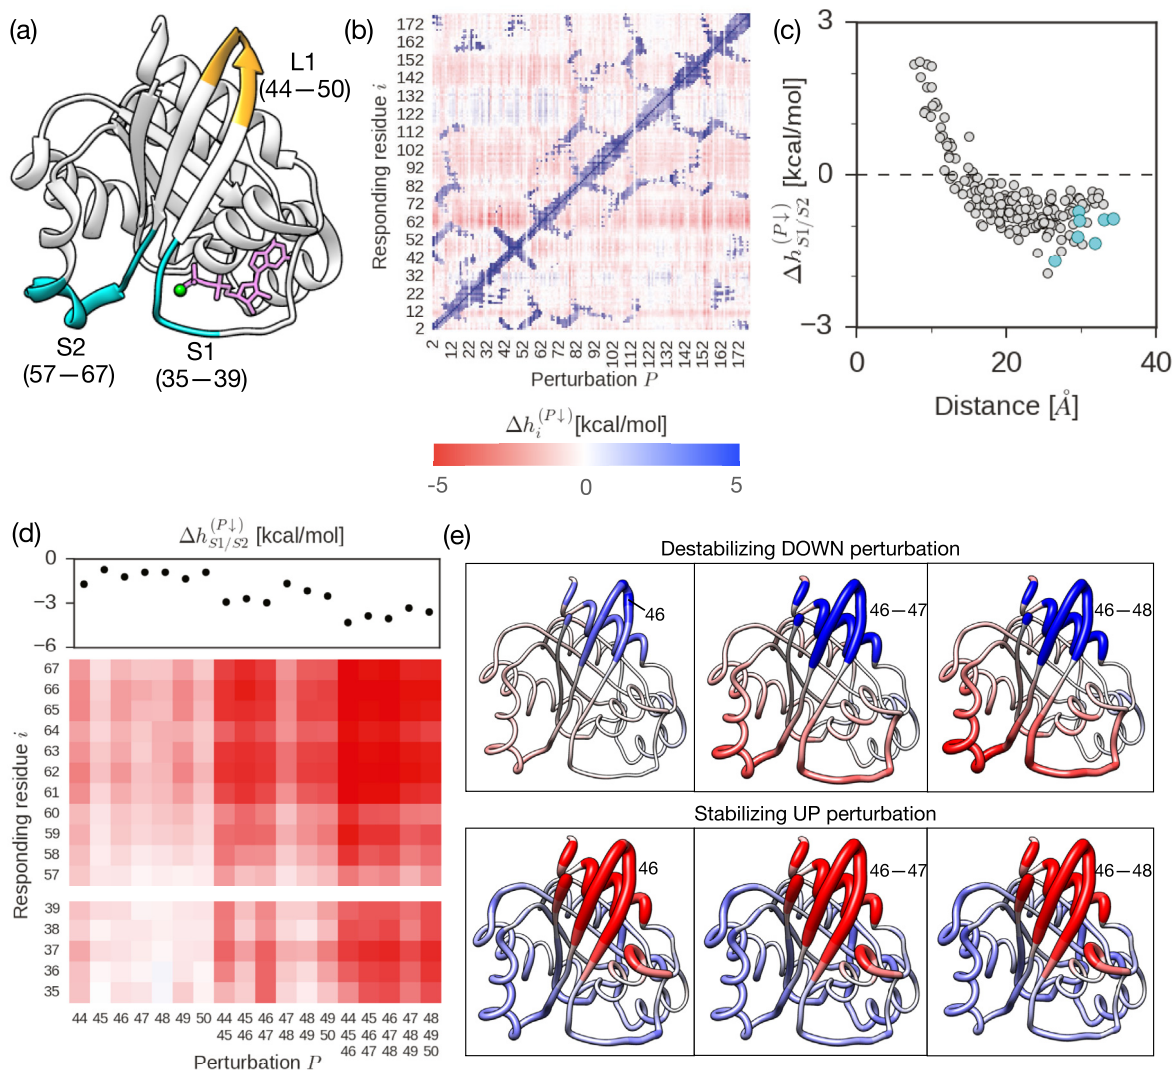 (a)
L1
(44—50)
S2
(57—67)
S1
(35—39)
(b)
Responding residue i
172
162
152
142
132
122
112
102
92
82
72
62
52
42
32
22
12
2
2 12 22 32 42 52 62 72 82 92 102 112 122 132 142 152 162 172
Perturbation P
Δh_i^(P↓) [kcal/mol]
-5 0 5
(c)
Δh_S1/S2^(P↓) [kcal/mol]
3
0
−3
0 20 40
Distance [Å]
(d)
Δh_S1/S2^(P↓) [kcal/mol]
0
−3
−6
Responding residue i
67
66
65
64
63
62
61
60
59
58
57
39
38
37
36
35
44 45 46 47 48 49 50 44 45 46 47 48 49 44 45 46 47 48
45 46 47 48 49 50 45 46 47 48 49
46 47 48 49 50
Perturbation P
(e)
Destabilizing DOWN perturbation
46
46—47
46—48
Stabilizing UP perturbation
46
46—47
46—48